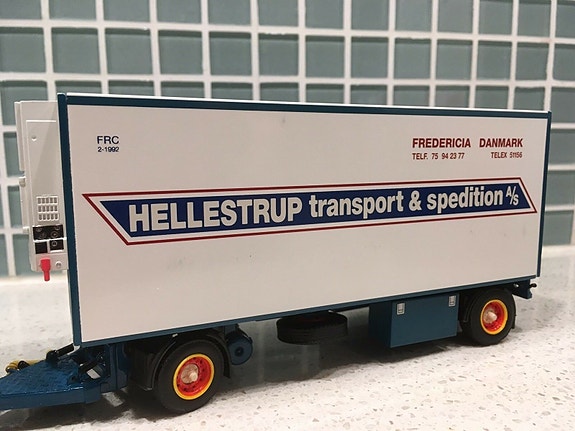 FRC
2-1992
FREDERICIA DANMARK
TELF. 75 94 23 77 TELEX 51156
HELLESTRUP transport & spedition A/S